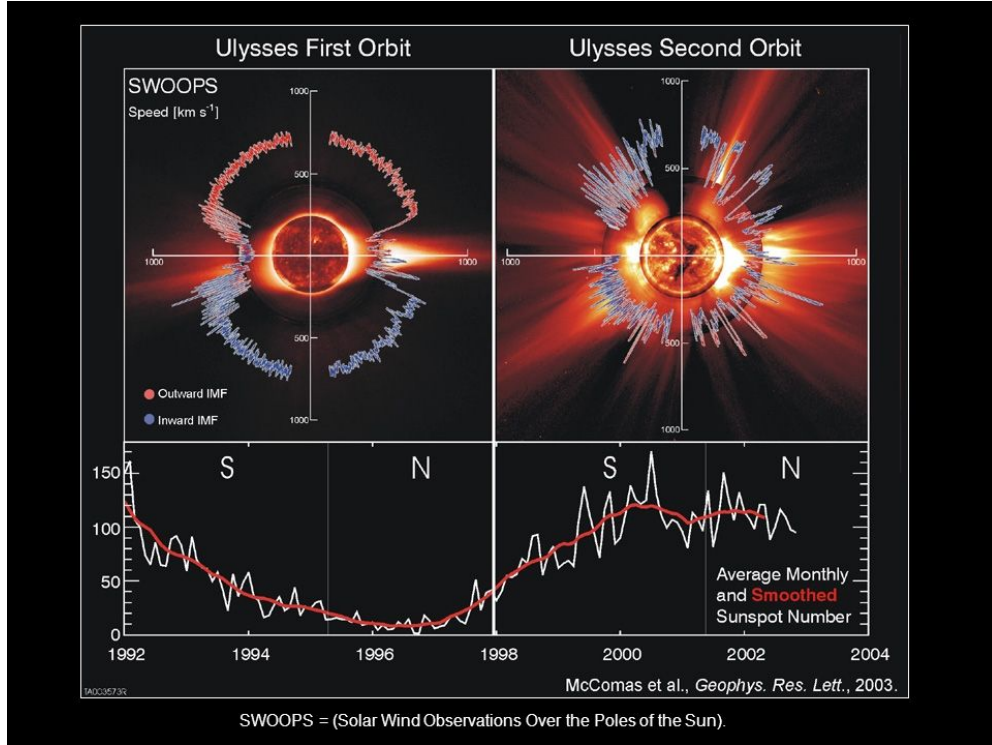 Ulysses First Orbit
Ulysses Second Orbit
SWOOPS
Speed [km s⁻¹]
1000
500
1000
1000
500
1000
Outward IMF
Inward IMF
1000
500
1000
1000
500
1000
S
N
S
N
150
100
50
0
Average Monthly
and Smoothed
Sunspot Number
1992
1994
1996
1998
2000
2002
2004
TA003573R
McComas et al., Geophys. Res. Lett., 2003.
SWOOPS = (Solar Wind Observations Over the Poles of the Sun).